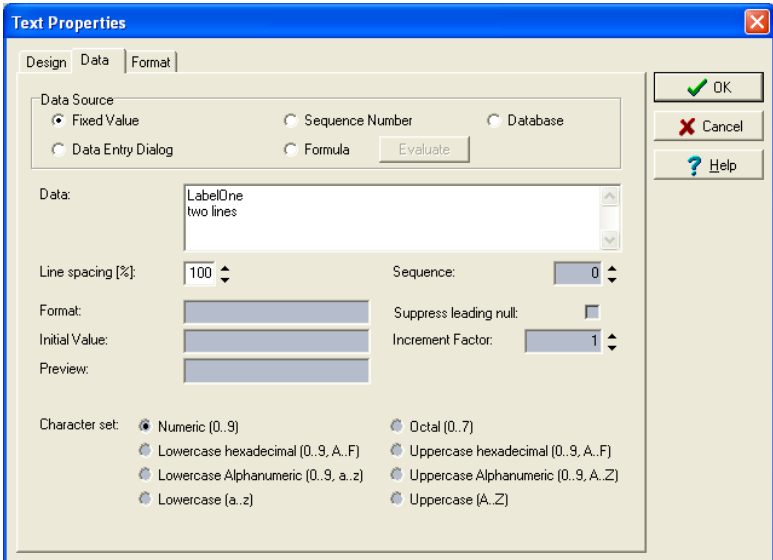 Text Properties
Design Data Format
Data Source
Fixed Value Sequence Number Database
Data Entry Dialog Formula Evaluate
OK
Cancel
Help
Data: LabelOne
two lines
Line spacing [%]: 100 Sequence: 0
Format: Suppress leading null:
Initial Value: Increment Factor: 1
Preview:
Character set: Numeric (0..9) Octal (0..7)
Lowercase hexadecimal (0..9, A..F) Uppercase hexadecimal (0..9, A..F)
Lowercase Alphanumeric (0..9, a..z) Uppercase Alphanumeric (0..9, A..Z)
Lowercase (a..z) Uppercase (A..Z)